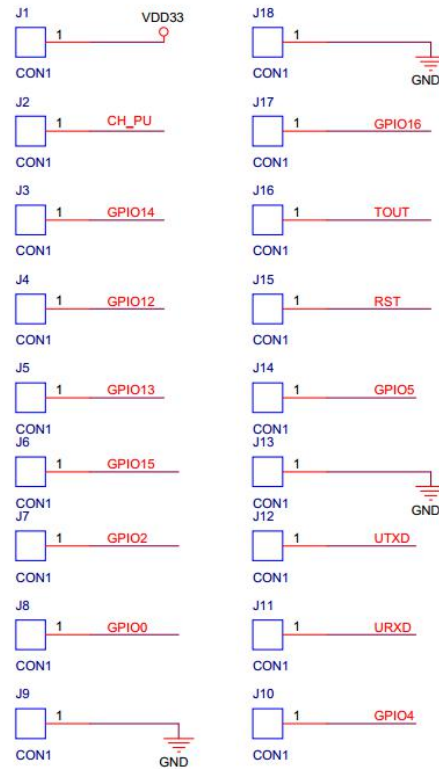 J1
VDD33
1
CON1
J2
CH_PU
1
CON1
J3
GPIO14
1
CON1
J4
GPIO12
1
CON1
J5
GPIO13
1
CON1
J6
GPIO15
1
CON1
J7
GPIO2
1
CON1
J8
GPIO0
1
CON1
J9
1
GND
CON1
J18
1
GND
CON1
J17
GPIO16
1
CON1
J16
TOUT
1
CON1
J15
RST
1
CON1
J14
GPIO5
1
CON1
J13
1
GND
CON1
J12
UTXD
1
CON1
J11
URXD
1
CON1
J10
GPIO4
1
CON1